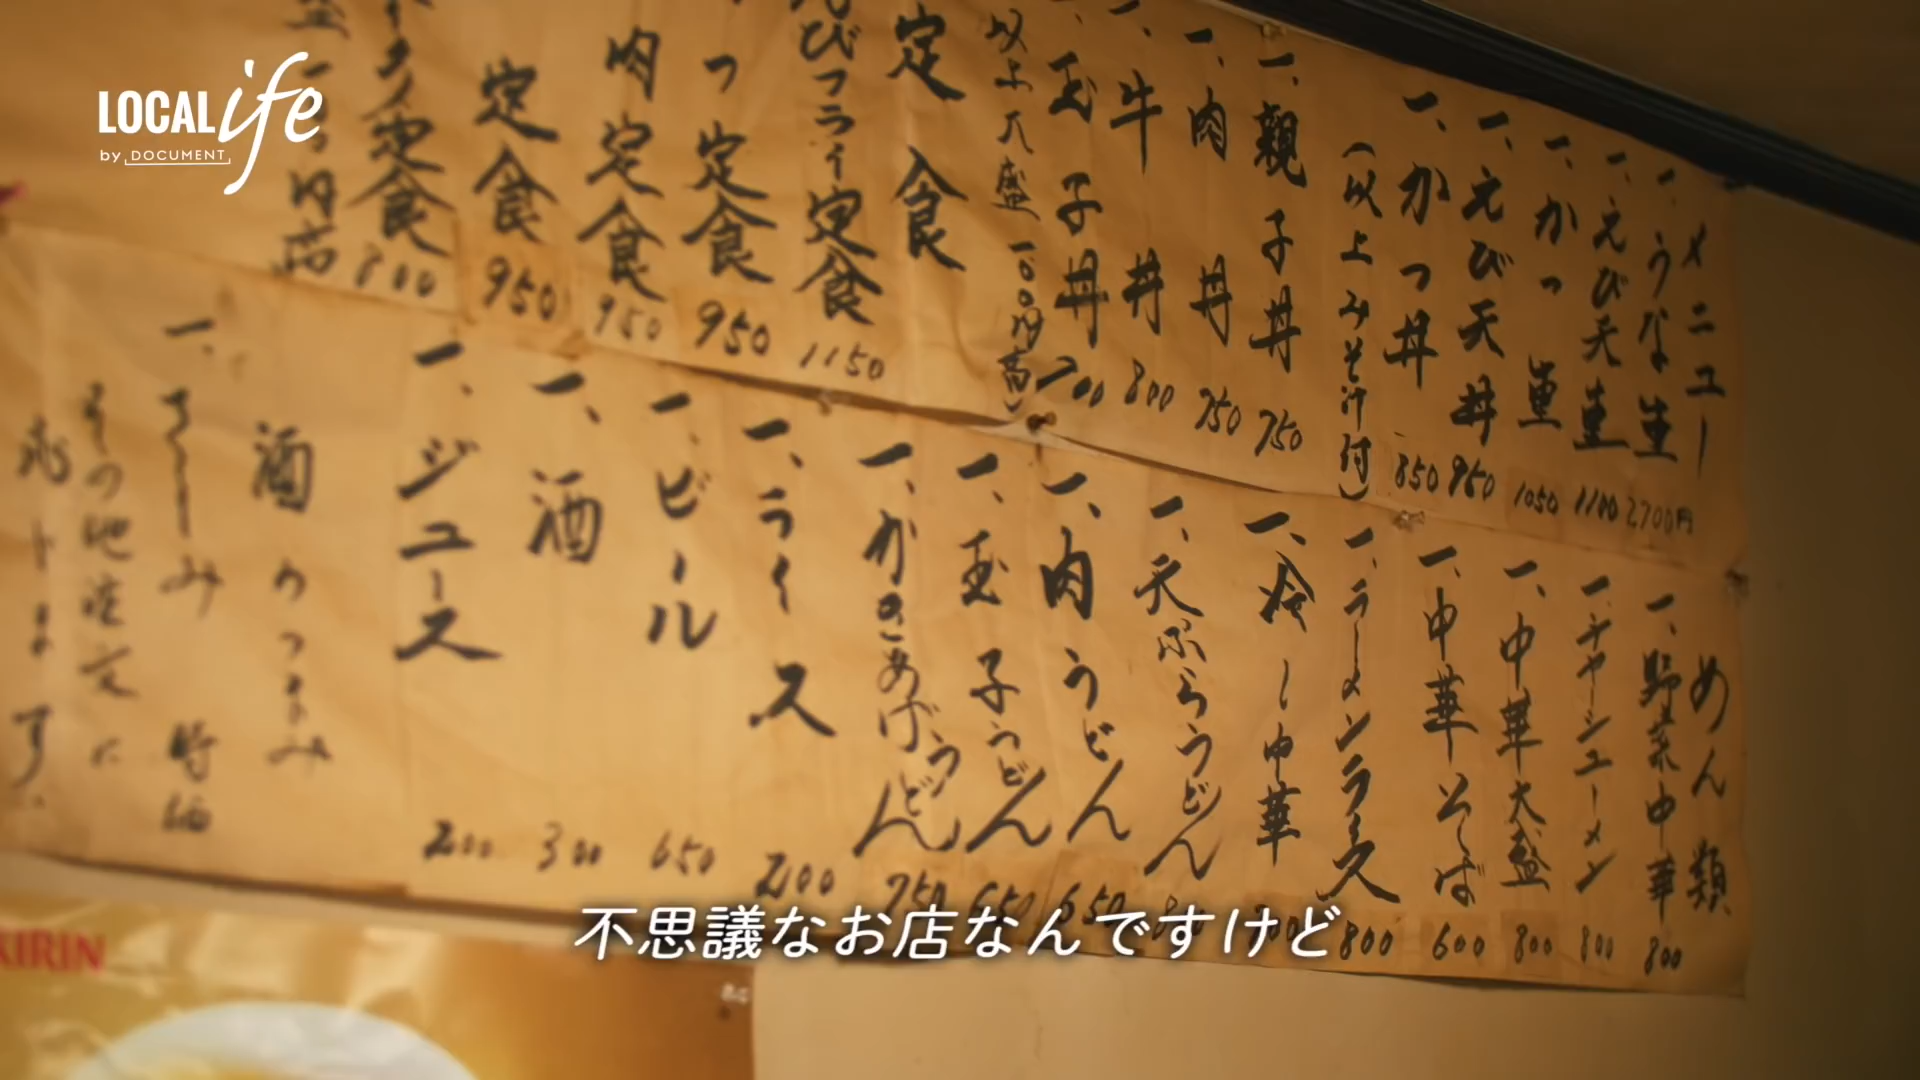 LOCAL life
by DOCUMENT
メニュー
一、うな重 2700円
一、えび天重 1100
一、かつ重 1050
一、えび天丼 950
一、かつ丼 850
(以上みそ汁付)
一、親子丼 750
一、肉丼 750
一、牛丼 800
一、玉子丼 700
以上大盛一〇〇円高)
定食
えびフライ定食 1150
つ定食 950
肉定食 950
定食 950
定食 800
めん類
一、野菜中華 800
一、チャーシューメン 800
一、中華大盛 800
一、中華そば 600
一、ラーメンライス 800
一、冷し中華
一、天ぷらうどん
一、肉うどん 650
一、玉子うどん 650
一、かのこあげうどん 750
一、ライス 200
一、ビール 650
一、酒 300
一、ジュース 200
酒のつまみ
一、さしみ 時価
その他注文に
応じます
KIRIN
不思議なお店なんですけど